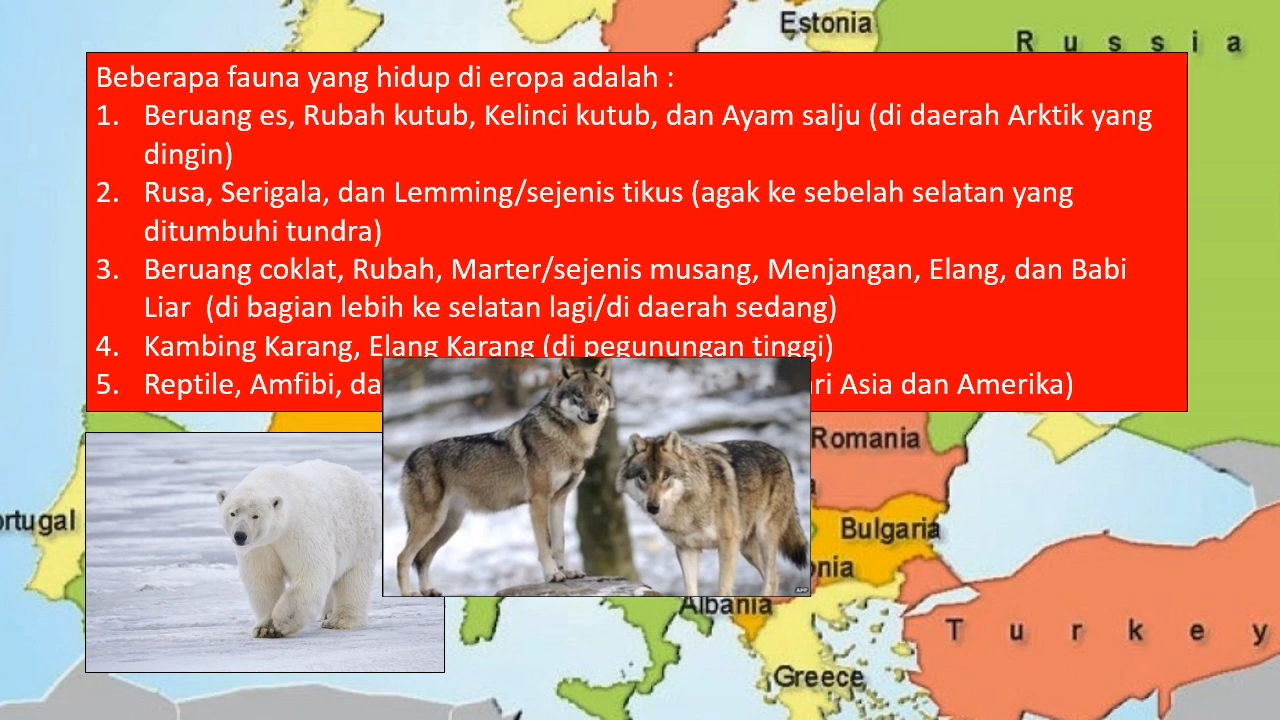 Estonia
R u s s i a
Beberapa fauna yang hidup di eropa adalah :
1. Beruang es, Rubah kutub, Kelinci kutub, dan Ayam salju (di daerah Arktik yang
dingin)
2. Rusa, Serigala, dan Lemming/sejenis tikus (agak ke sebelah selatan yang
ditumbuhi tundra)
3. Beruang coklat, Rubah, Marter/sejenis musang, Menjangan, Elang, dan Babi
Liar (di bagian lebih ke selatan lagi/di daerah sedang)
4. Kambing Karang, Elang Karang (di pegunungan tinggi)
5. Reptile, Amfibi, Asia dan Amerika)
Romania
Bulgaria
Albania
T u r k e y
Greece
AFP